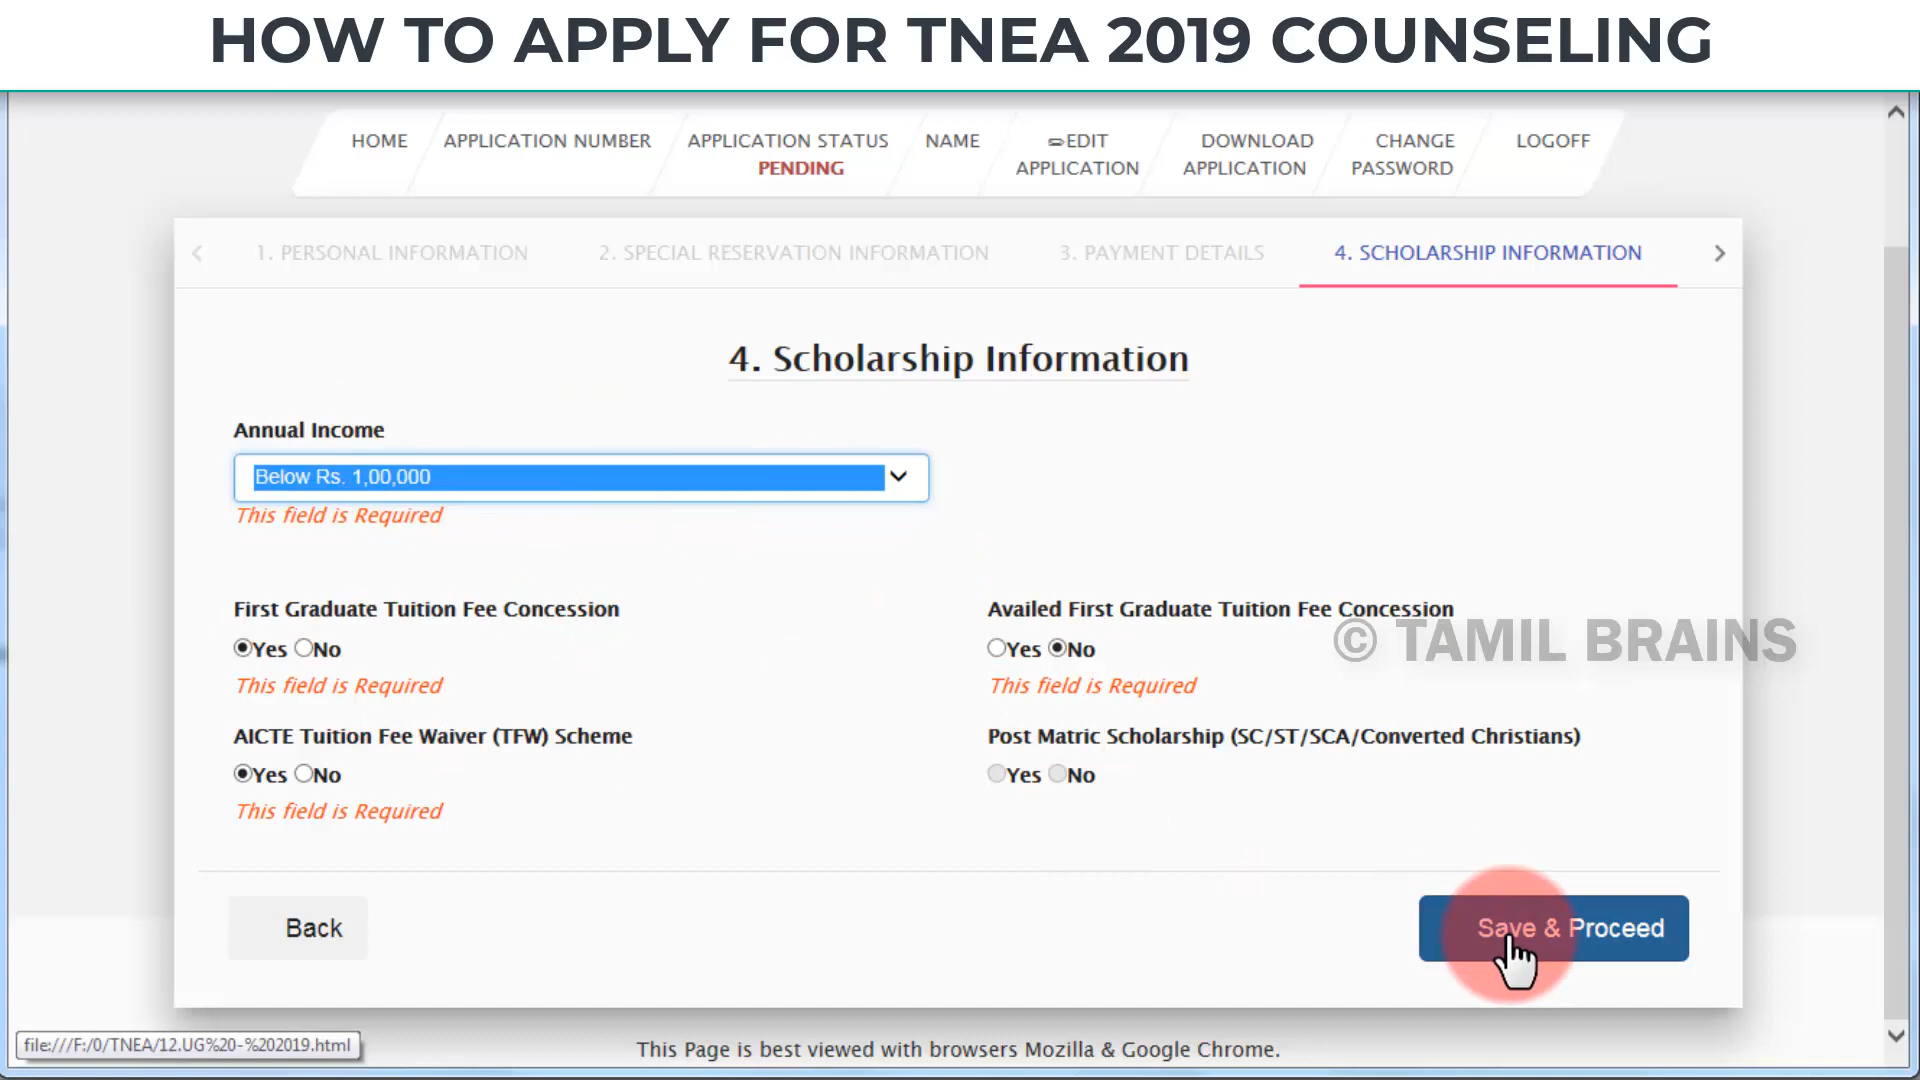 HOW TO APPLY FOR TNEA 2019 COUNSELING
HOME
APPLICATION NUMBER
APPLICATION STATUS
PENDING
NAME
EDIT
APPLICATION
DOWNLOAD
APPLICATION
CHANGE
PASSWORD
LOGOFF
1. PERSONAL INFORMATION
2. SPECIAL RESERVATION INFORMATION
3. PAYMENT DETAILS
4. SCHOLARSHIP INFORMATION
4. Scholarship Information
Annual Income
Below Rs. 1,00,000
This field is Required
First Graduate Tuition Fee Concession
Yes No
This field is Required
Availed First Graduate Tuition Fee Concession
Yes No
This field is Required
© TAMIL BRAINS
AICTE Tuition Fee Waiver (TFW) Scheme
Yes No
This field is Required
Post Matric Scholarship (SC/ST/SCA/Converted Christians)
Yes No
Back
Save & Proceed
file:///F:/0/TNEA/12.UG%20-%202019.html
This Page is best viewed with browsers Mozilla & Google Chrome.